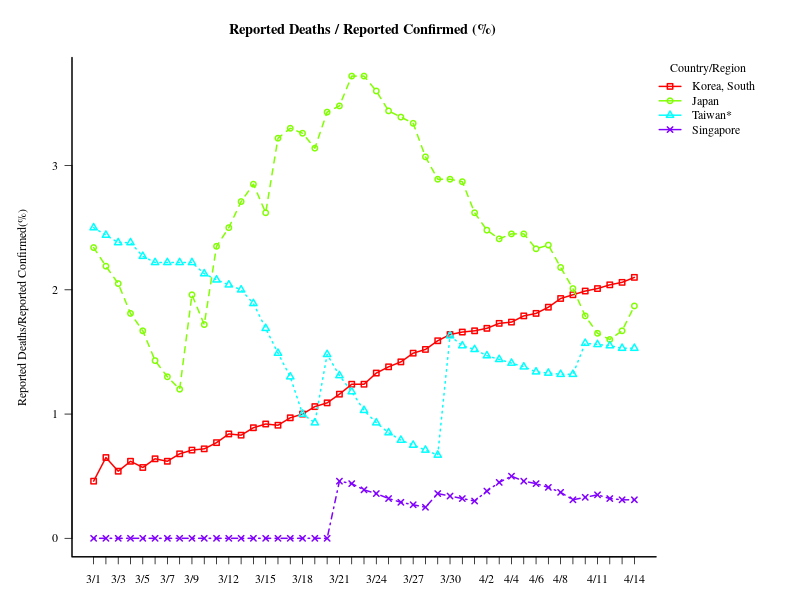 Reported Deaths / Reported Confirmed (%)
Country/Region
Korea, South
Japan
Taiwan*
Singapore
Reported Deaths/Reported Confirmed(%)
3
2
1
0
3/1 3/3 3/5 3/7 3/9 3/12 3/15 3/18 3/21 3/24 3/27 3/30 4/2 4/4 4/6 4/8 4/11 4/14